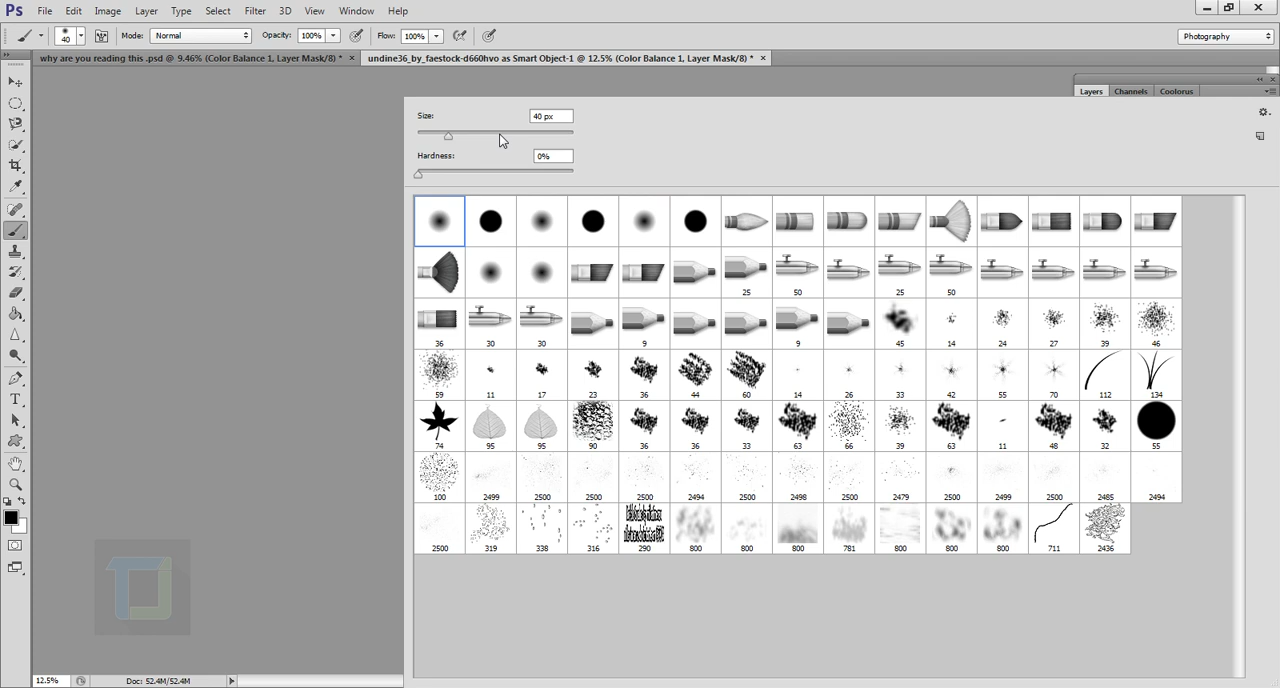 Ps File Edit Image Layer Type Select Filter 3D View Window Help
40 Mode: Normal Opacity: 100% Flow: 100% Photography
why are you reading this .psd @ 9.46% (Color Balance 1, Layer Mask/8) * × undine36_by_faestock-d660hvo as Smart Object-1 @ 12.5% (Color Balance 1, Layer Mask/8) * ×
Layers Channels Coolorus
Size: 40 px
Hardness: 0%
25 50 25 50
36 30 30 9 9 45 14 24 27 39 46
59 11 17 23 36 44 60 14 26 33 42 55 70 112 134
74 95 95 90 36 36 33 63 66 39 63 11 48 32 55
100 2499 2500 2500 2500 2494 2500 2498 2500 2479 2500 2499 2500 2485 2494
2500 319 338 316 290 800 800 800 781 800 800 800 711 2436
12.5% Doc: 52.4M/52.4M